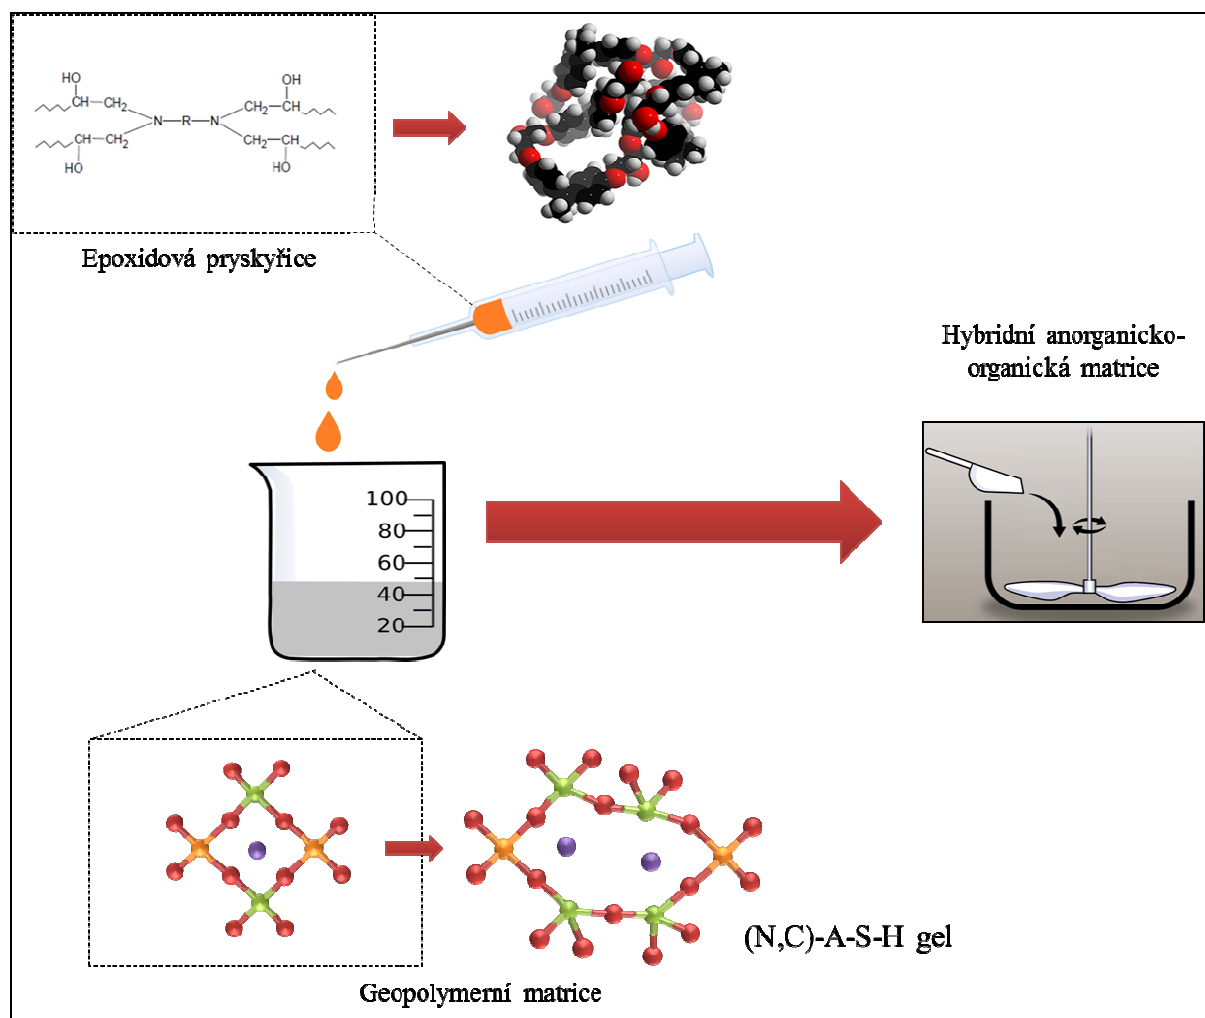 HO
OH
CH
CH₂
CH₂
CH
N
R
N
CH
CH₂
CH₂
CH
HO
HO
Epoxidová pryskyřice
Hybridní anorganicko-
organická matrice
100
80
60
40
20
(N,C)-A-S-H gel
Geopolymerní matrice